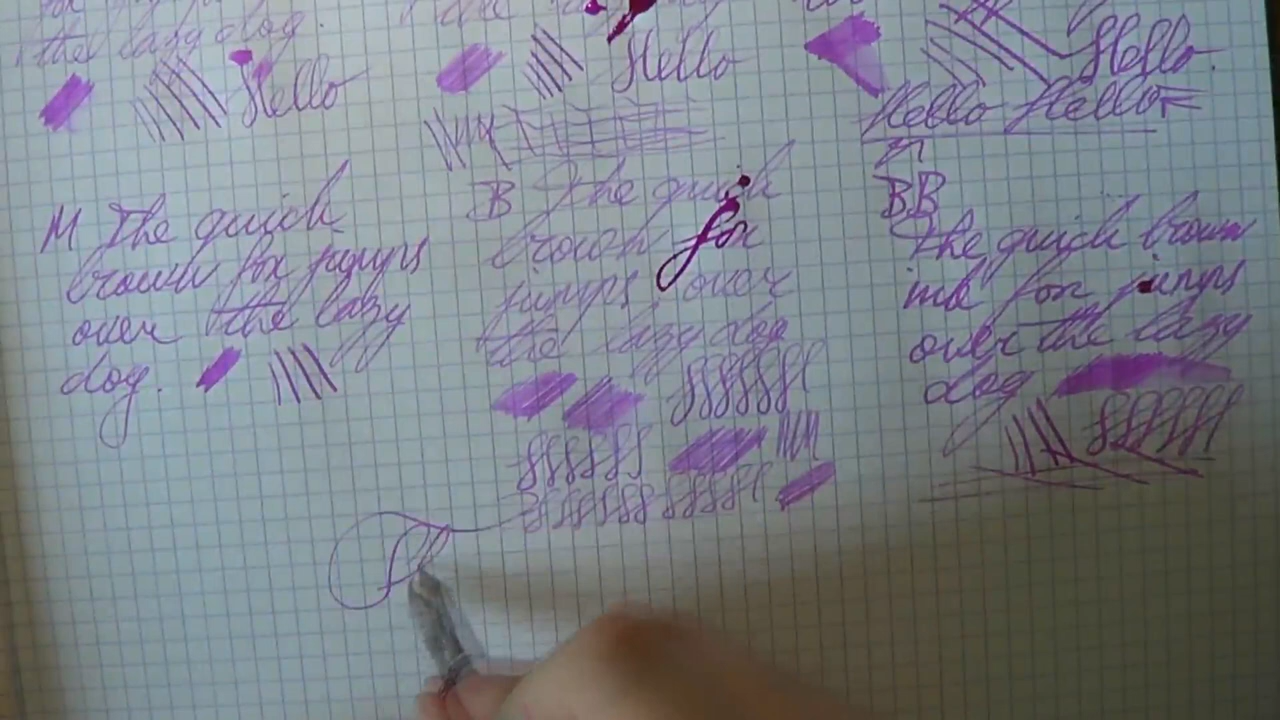 the lazy dog.
Hello
Hello
Hello.
Hello Hello
M The quick
brown fox jumps
over the lazy
dog.
B The quick
brown fox
jumps over
the lazy dog
BB
The quick brown
ink fox jumps
over the lazy
dog